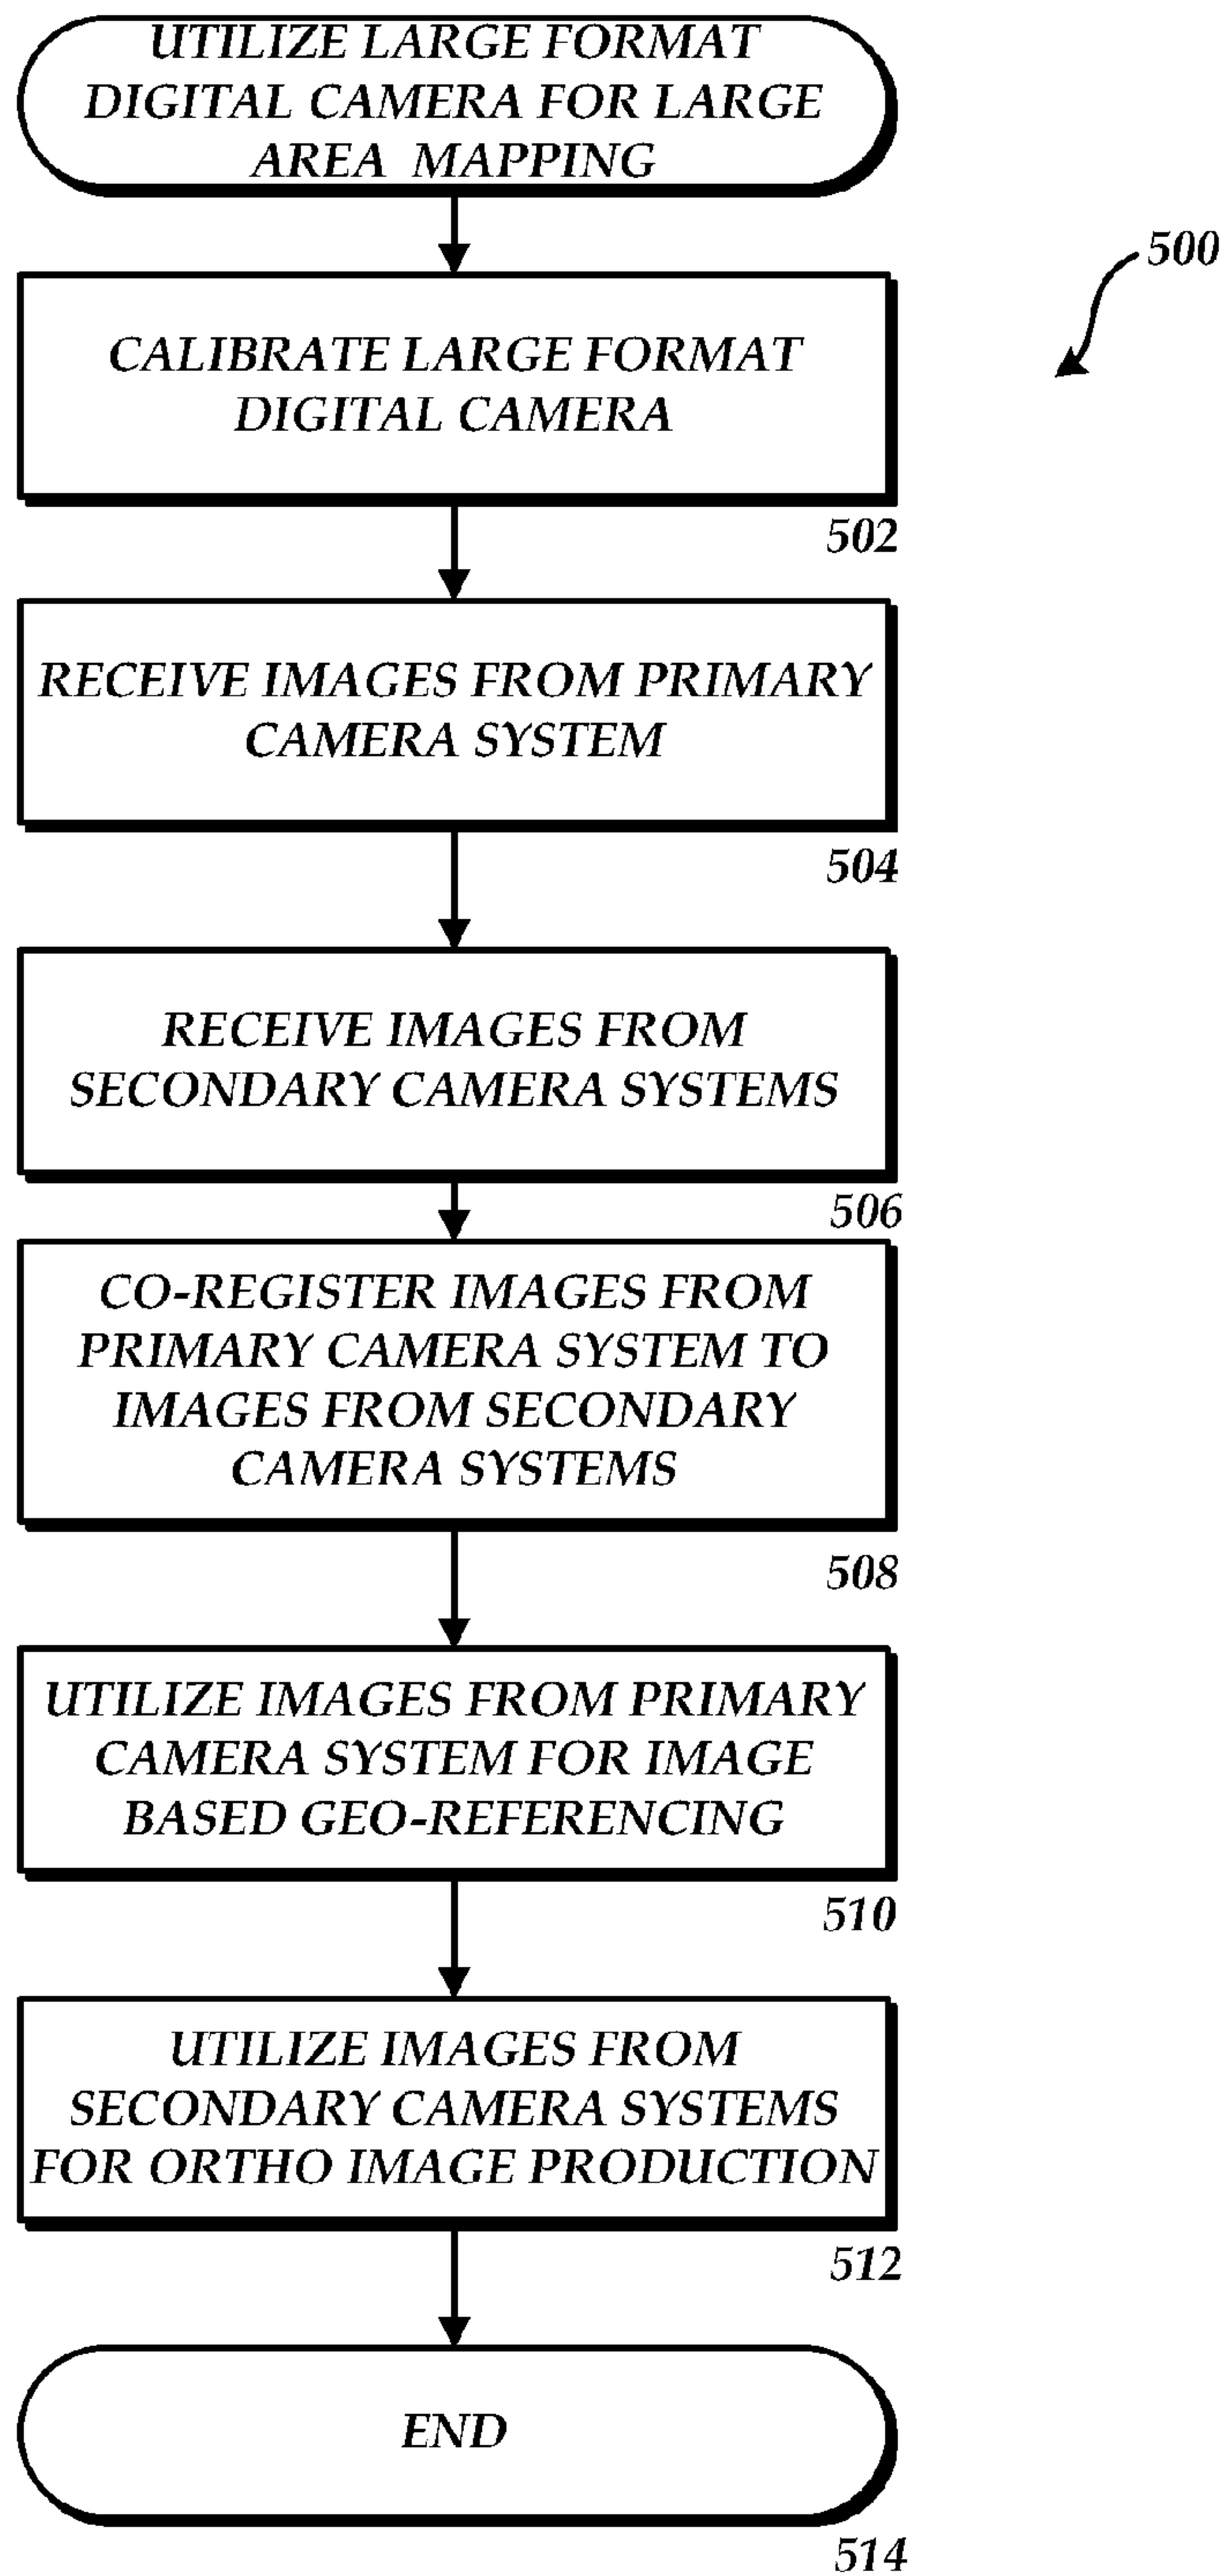 UTILIZE LARGE FORMAT
DIGITAL CAMERA FOR LARGE
AREA MAPPING
500
CALIBRATE LARGE FORMAT
DIGITAL CAMERA
502
RECEIVE IMAGES FROM PRIMARY
CAMERA SYSTEM
504
RECEIVE IMAGES FROM
SECONDARY CAMERA SYSTEMS
506
CO-REGISTER IMAGES FROM
PRIMARY CAMERA SYSTEM TO
IMAGES FROM SECONDARY
CAMERA SYSTEMS
508
UTILIZE IMAGES FROM PRIMARY
CAMERA SYSTEM FOR IMAGE
BASED GEO-REFERENCING
510
UTILIZE IMAGES FROM
SECONDARY CAMERA SYSTEMS
FOR ORTHO IMAGE PRODUCTION
512
END
514